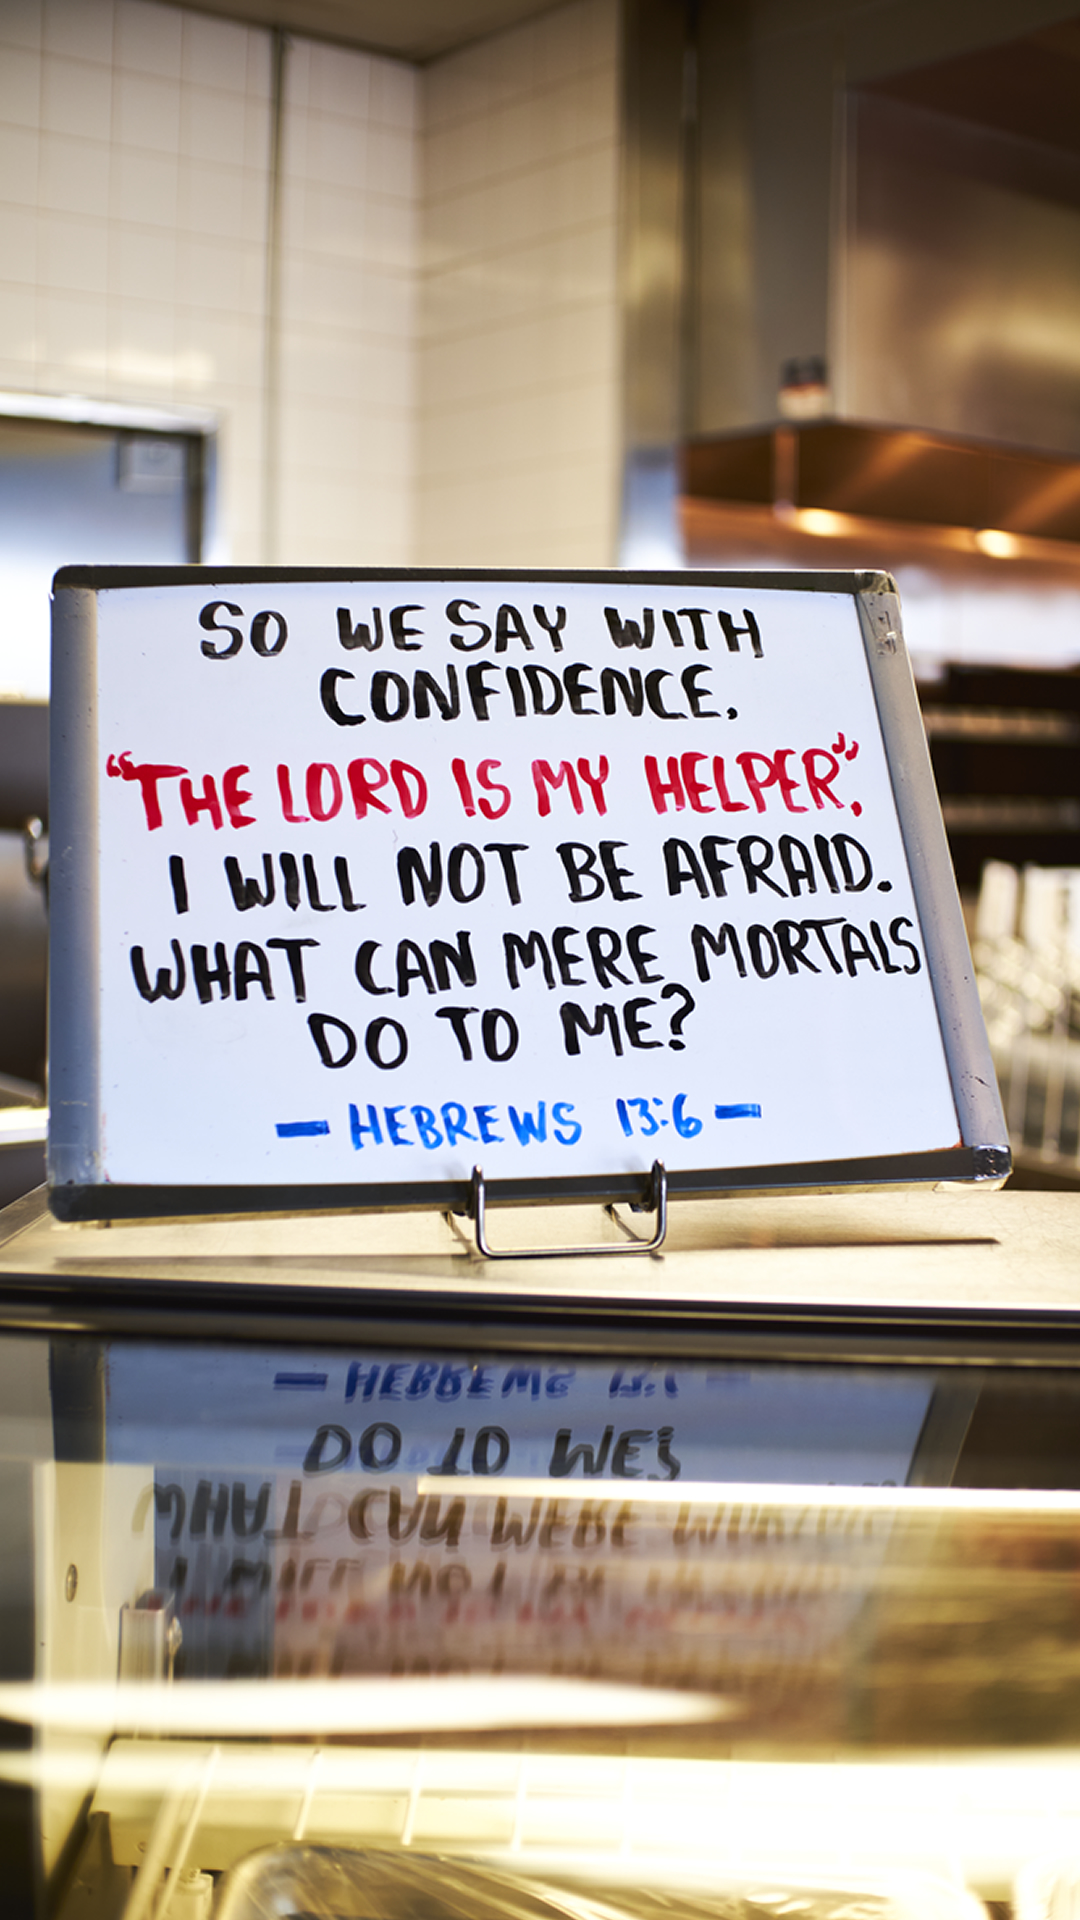 SO WE SAY WITH
CONFIDENCE,
"THE LORD IS MY HELPER",
I WILL NOT BE AFRAID.
WHAT CAN MERE MORTALS
DO TO ME?
— HEBREWS 13:6 —